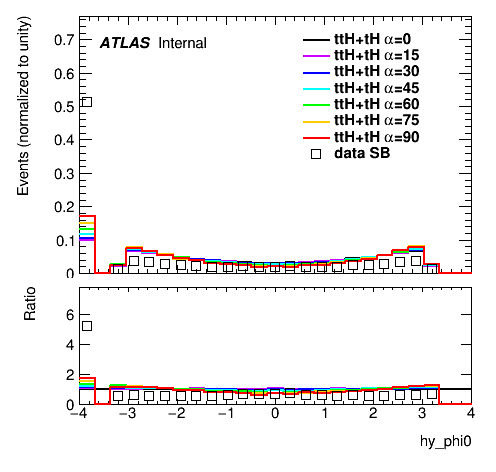 Events (normalized to unity)
0.7
0.6
0.5
0.4
0.3
0.2
0.1
0
ATLAS Internal
ttH+tH α=0
ttH+tH α=15
ttH+tH α=30
ttH+tH α=45
ttH+tH α=60
ttH+tH α=75
ttH+tH α=90
data SB
Ratio
6
4
2
0
−4 −3 −2 −1 0 1 2 3 4
hy_phi0